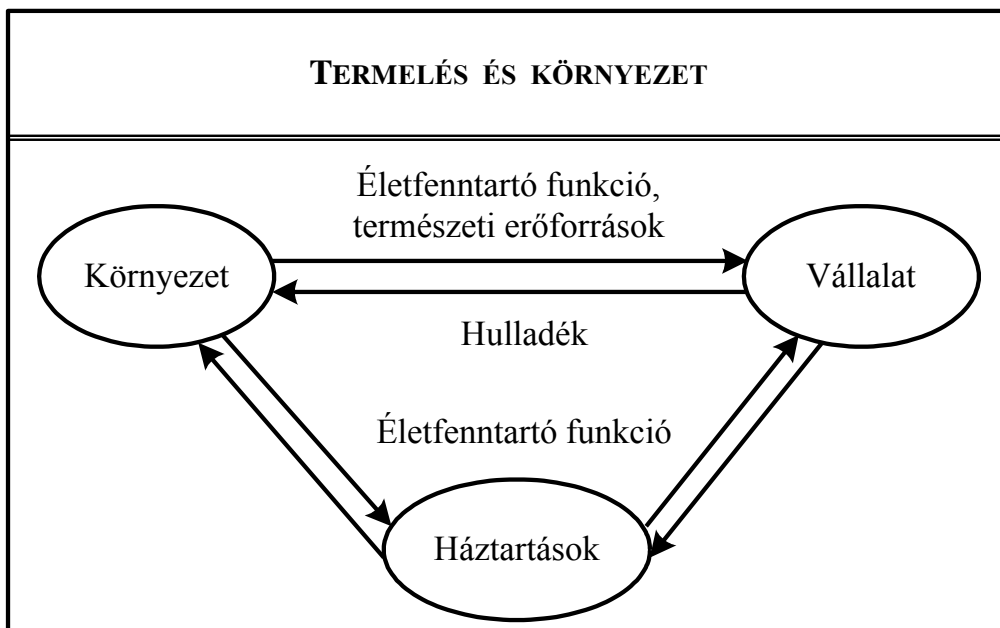 TERMELÉS ÉS KÖRNYEZET
Életfenntartó funkció,
természeti erőforrások
Környezet
Vállalat
Hulladék
Életfenntartó funkció
Háztartások